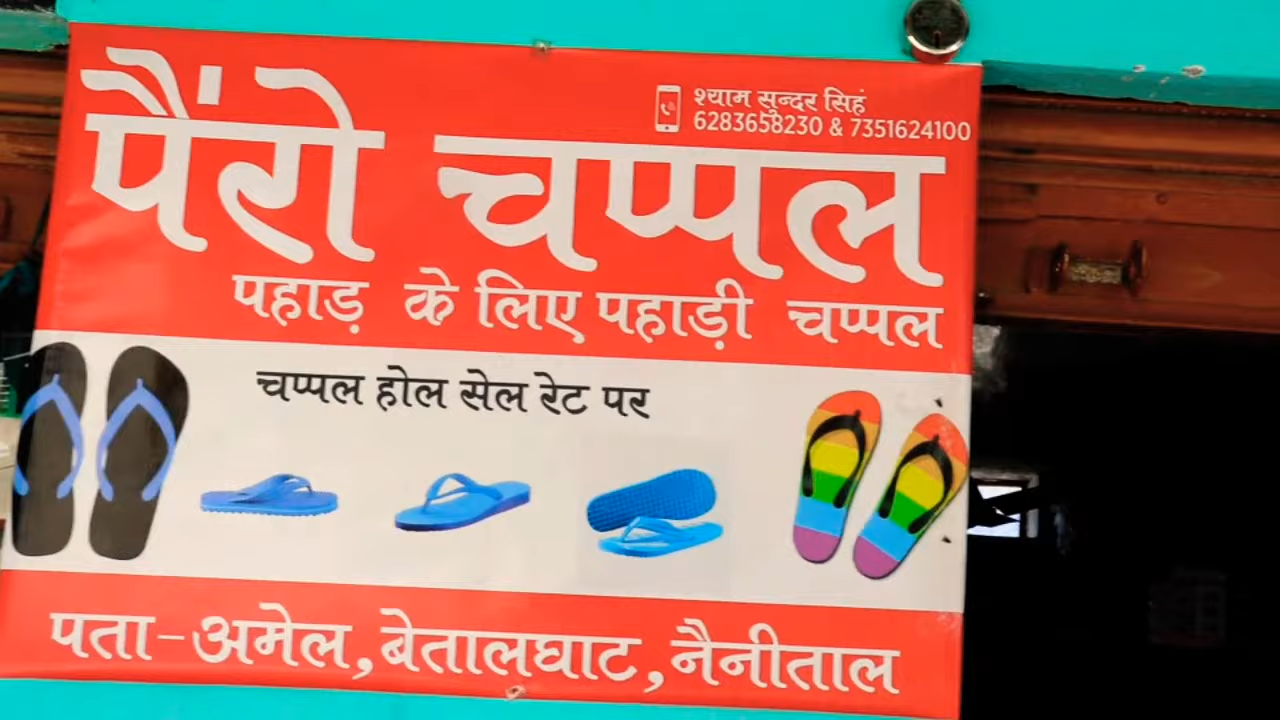 श्याम सुन्दर सिहं
6283658230 & 7351624100
पैंरो चप्पल
पहाड़ के लिए पहाड़ी चप्पल
चप्पल होल सेल रेट पर
पता-अमेल, बेतालघाट, नैनीताल